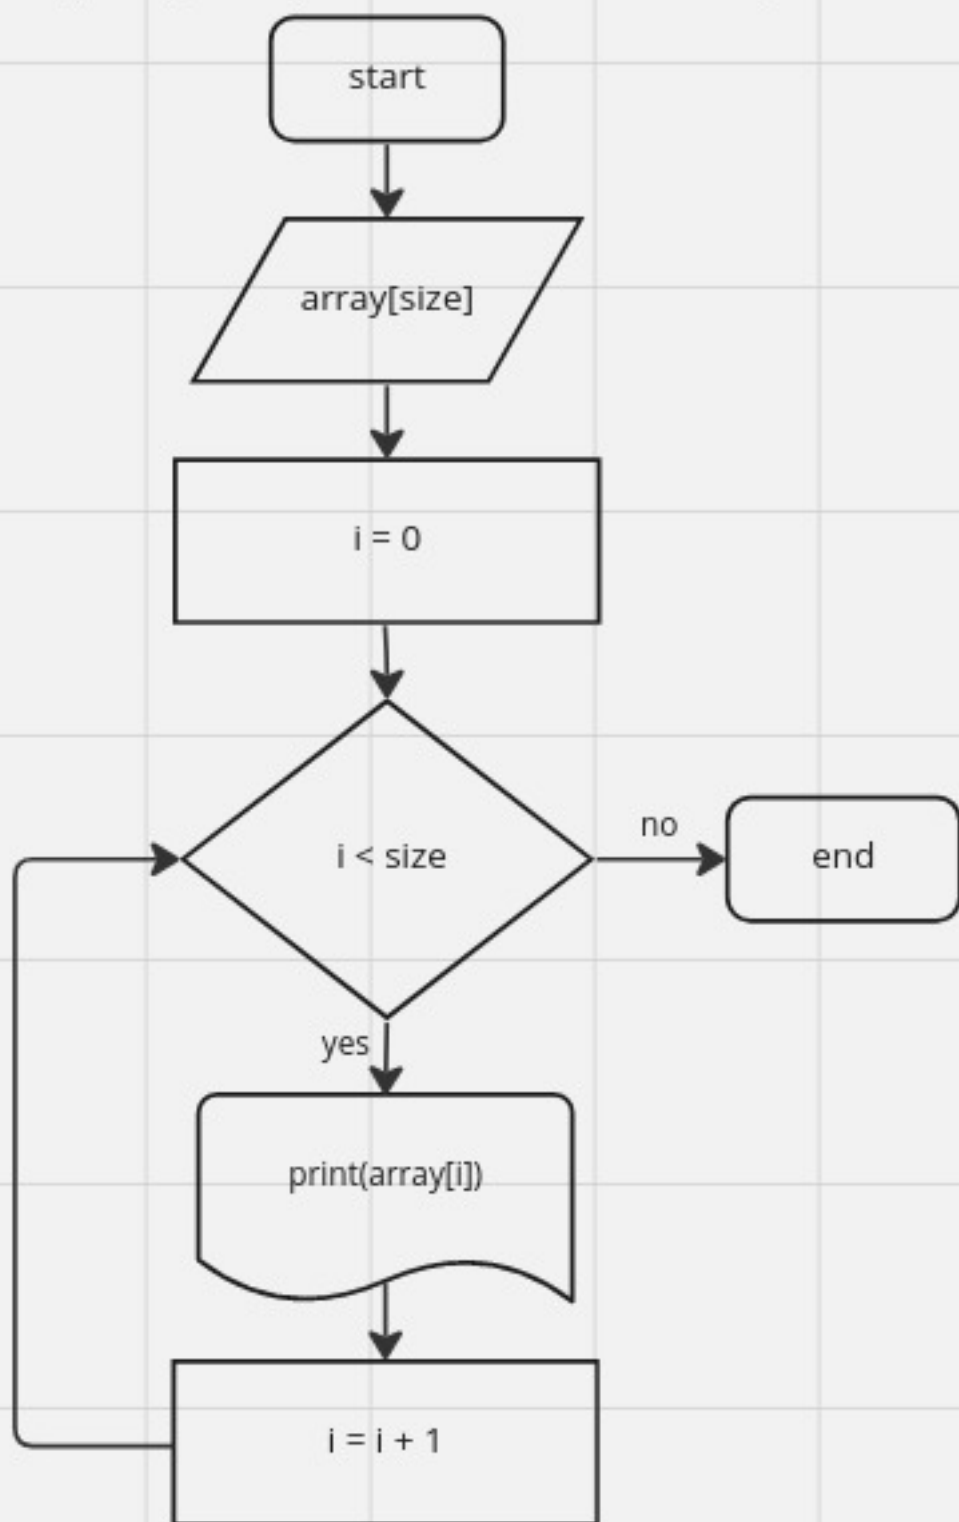 start
array[size]
i = 0
i < size
no
end
yes
print(array[i])
i = i + 1